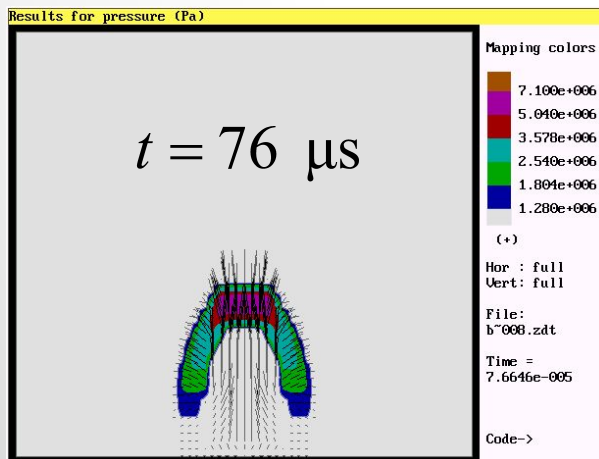 Results for pressure (Pa)
t = 76 μs
Mapping colors
7.100e+006
5.040e+006
3.578e+006
2.540e+006
1.804e+006
1.280e+006
(+)
Hor : full
Vert: full
File:
b~008.zdt
Time =
7.6646e-005
Code->